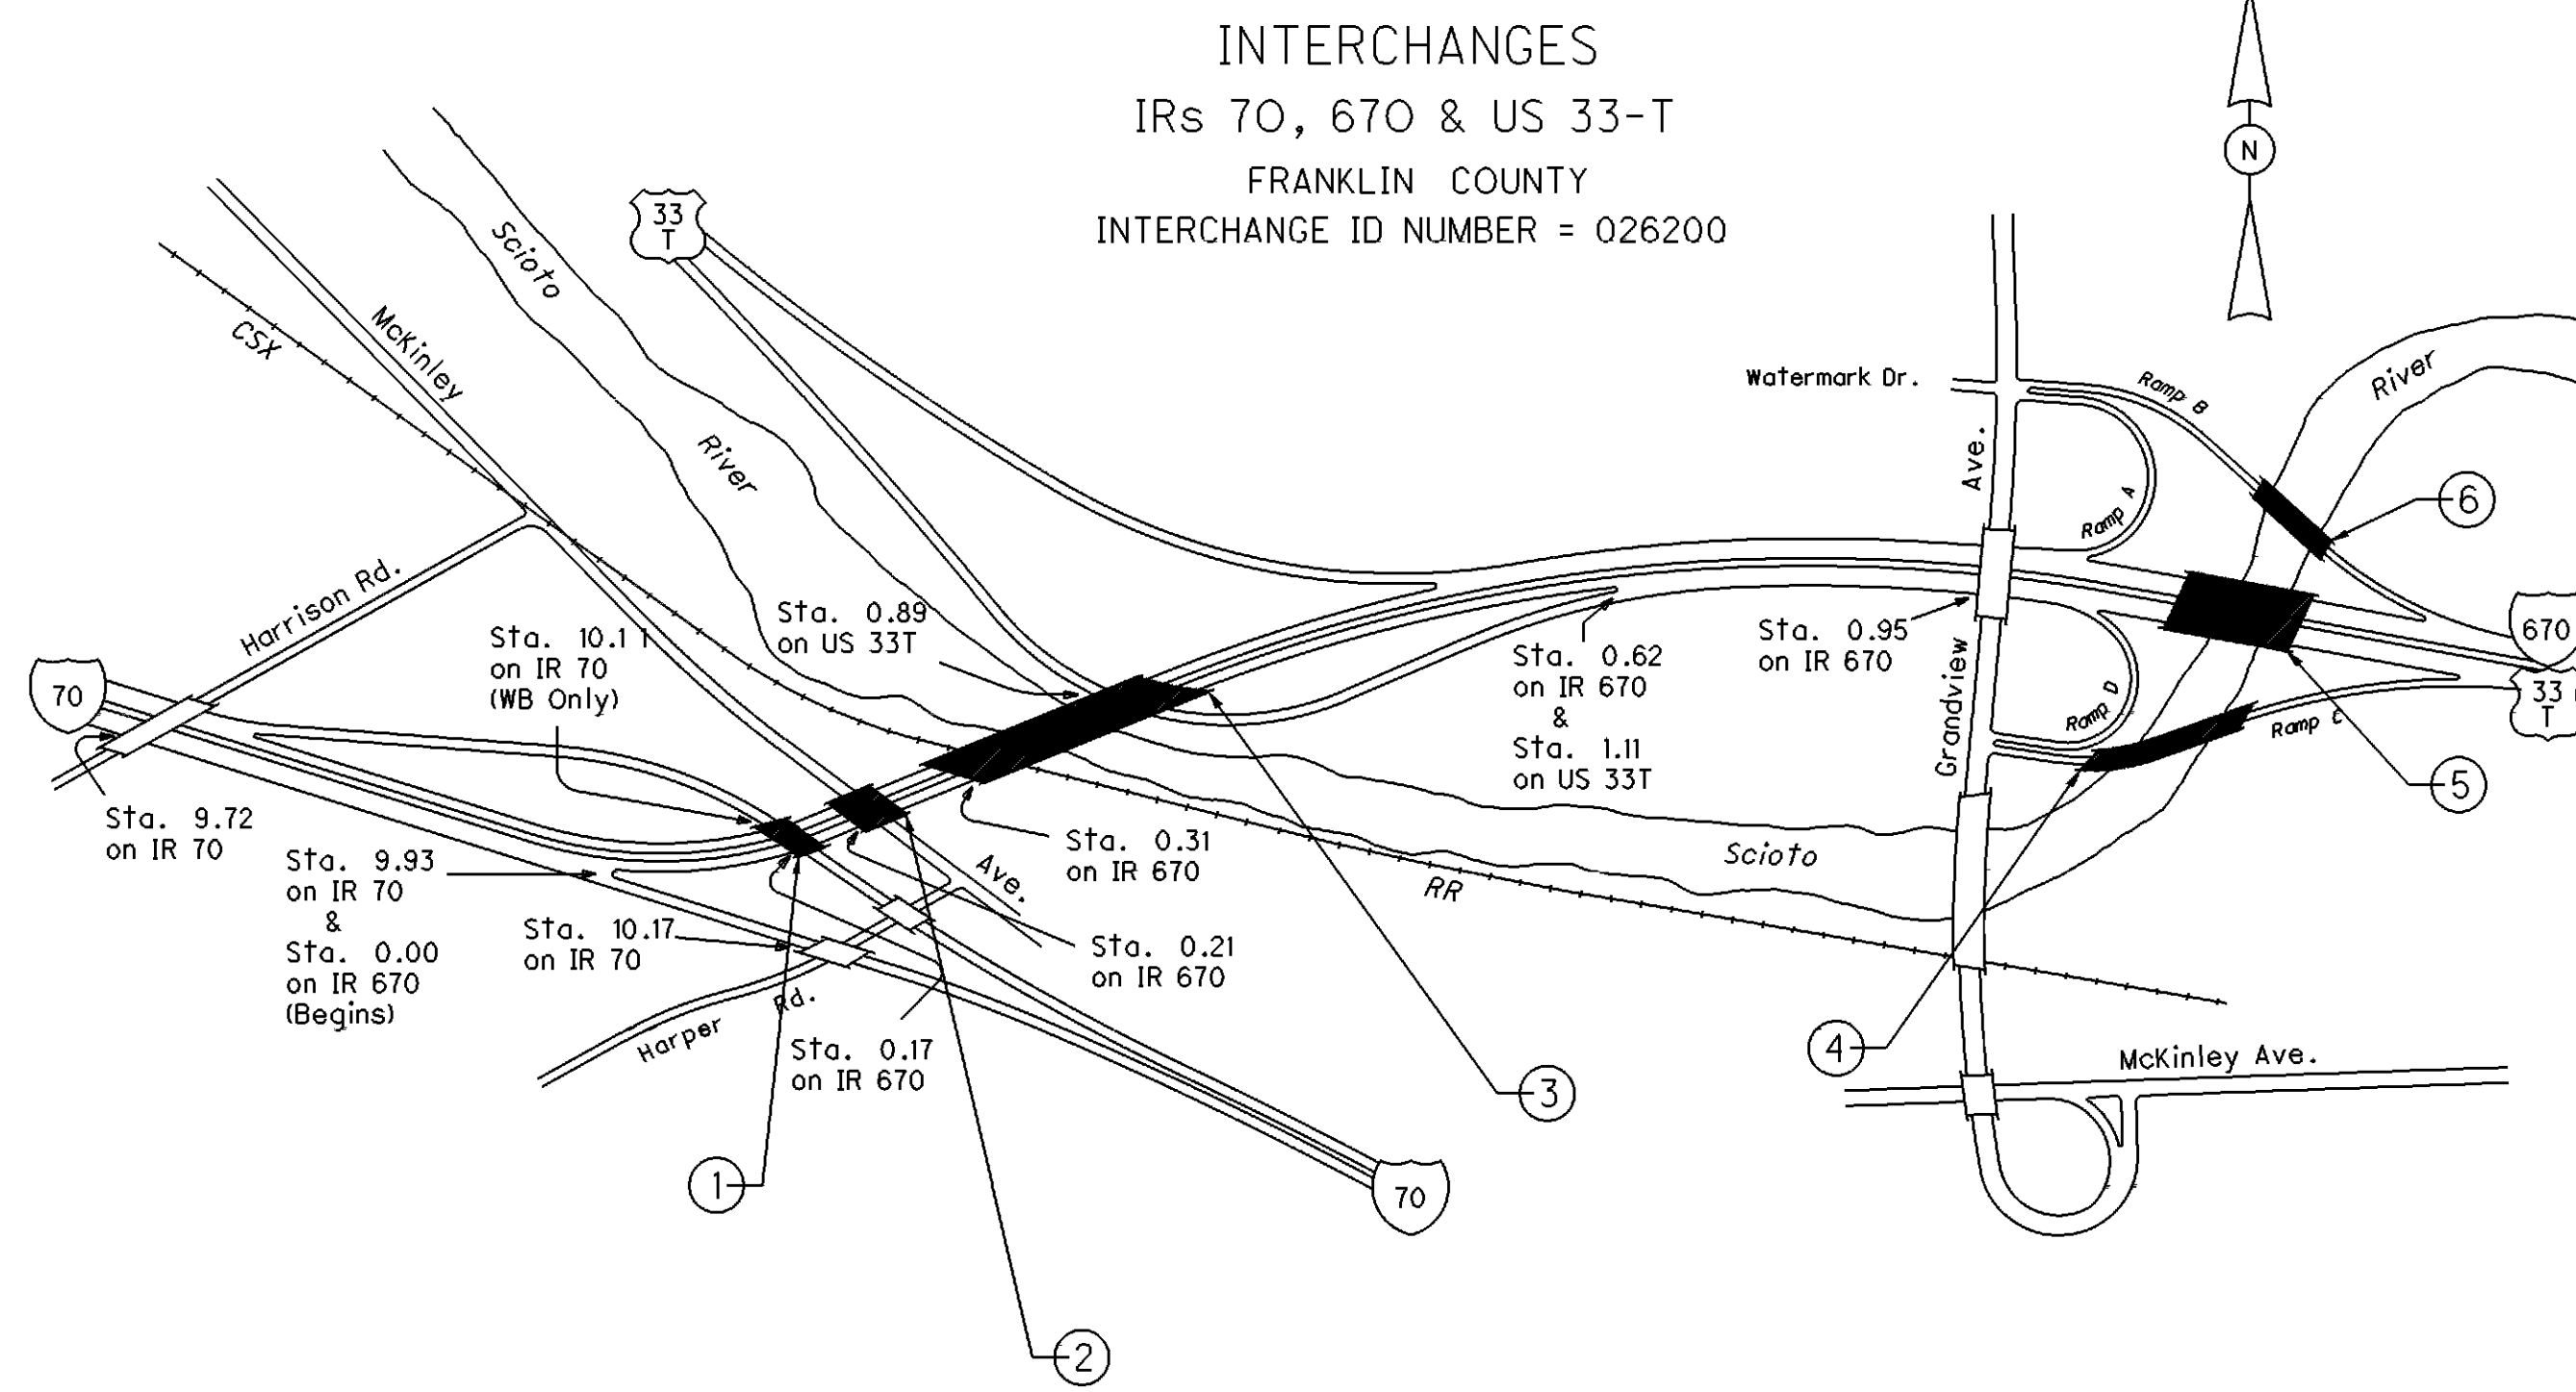 INTERCHANGES
IRs 70, 670 & US 33-T
FRANKLIN COUNTY
INTERCHANGE ID NUMBER = 026200
N
33
T
Scioto
River
McKinley
CSX
Harrison Rd.
70
Sta. 9.72
on IR 70
Sta. 10.11
on IR 70
(WB Only)
Sta. 0.89
on US 33T
Sta. 9.93
on IR 70
&
Sta. 0.00
on IR 670
(Begins)
Sta. 10.17
on IR 70
Harper
Rd.
Sta. 0.17
on IR 670
Ave.
Sta. 0.31
on IR 670
Sta. 0.21
on IR 670
1
2
3
70
RR
Scioto
Sta. 0.62
on IR 670
&
Sta. 1.11
on US 33T
Sta. 0.95
on IR 670
Watermark Dr.
Ave.
Grandview
Ramp B
Ramp A
River
6
670
33
T
Ramp D
Ramp C
5
4
McKinley Ave.